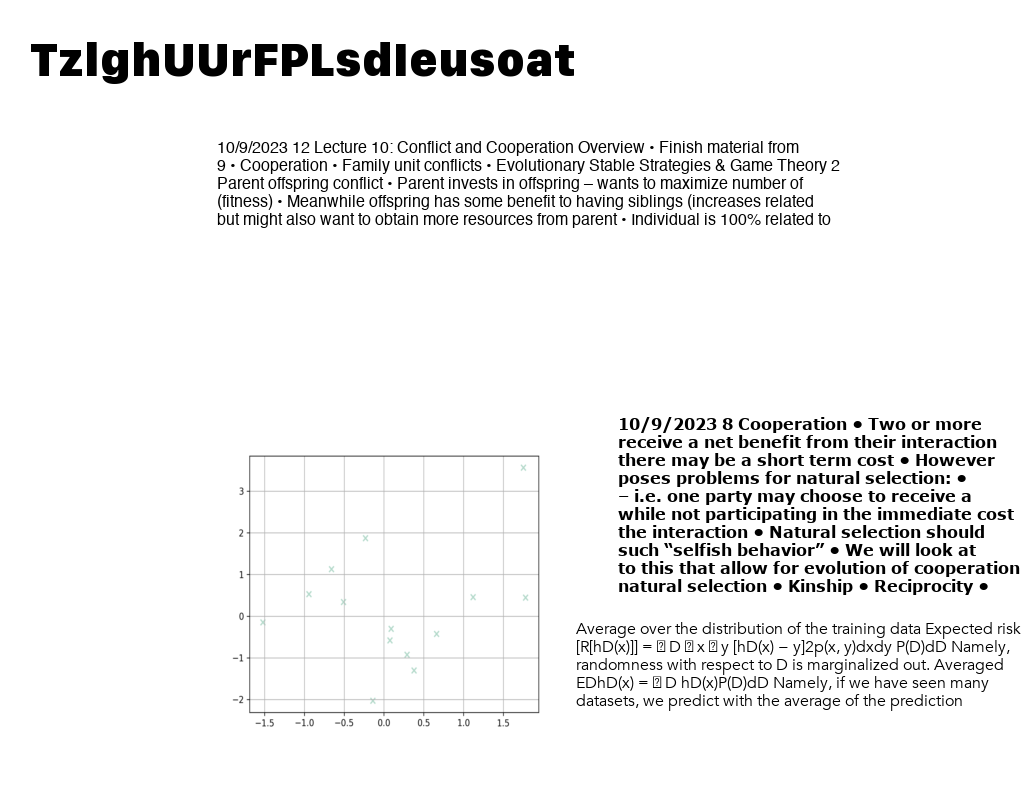 TzlghUUrFPLsdIeusoat
10/9/2023 12 Lecture 10: Conflict and Cooperation Overview • Finish material from
9 • Cooperation • Family unit conflicts • Evolutionary Stable Strategies & Game Theory 2
Parent offspring conflict • Parent invests in offspring – wants to maximize number of
(fitness) • Meanwhile offspring has some benefit to having siblings (increases related
but might also want to obtain more resources from parent • Individual is 100% related to
10/9/2023 8 Cooperation • Two or more
receive a net benefit from their interaction
there may be a short term cost • However
poses problems for natural selection: •
– i.e. one party may choose to receive a
while not participating in the immediate cost
the interaction • Natural selection should
such “selfish behavior” • We will look at
to this that allow for evolution of cooperation
natural selection • Kinship • Reciprocity •
3
2
1
0
−1
−2
−1.5 −1.0 −0.5 0.0 0.5 1.0 1.5
Average over the distribution of the training data Expected risk
[R[hD(x)]] = � D � x � y [hD(x) − y]2p(x, y)dxdy P(D)dD Namely,
randomness with respect to D is marginalized out. Averaged
EDhD(x) = � D hD(x)P(D)dD Namely, if we have seen many
datasets, we predict with the average of the prediction